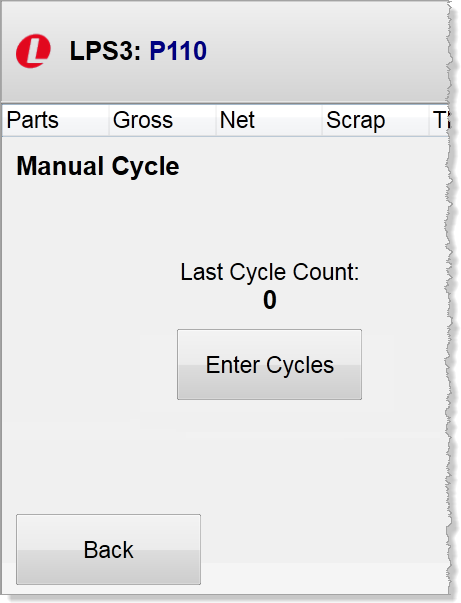 L LPS3: P110
Parts Gross Net Scrap
Manual Cycle
Last Cycle Count:
0
Enter Cycles
Back